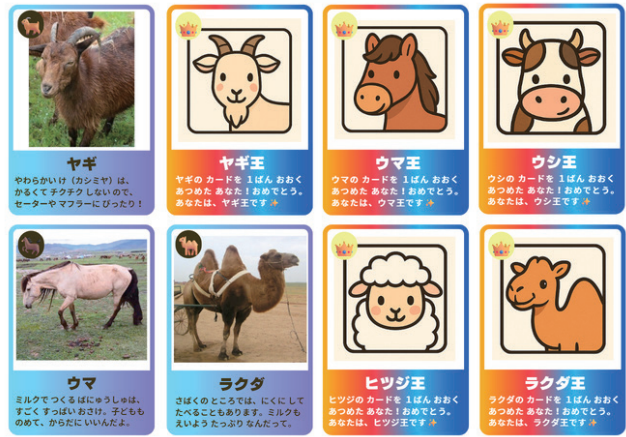 ヤギ
やわらかい け（カシミヤ）は、
かるくて チクチク しない ので、
セーターや マフラーに ぴったり！
ヤギ王
ヤギの カードを １ばん おおく
あつめた あなた！おめでとう。
あなたは、ヤギ王です✨
ウマ王
ウマの カードを １ばん おおく
あつめた あなた！おめでとう。
あなたは、ウマ王です✨
ウシ王
ウシの カードを １ばん おおく
あつめた あなた！おめでとう。
あなたは、ウシ王です✨
ウマ
ミルクで つくる ばにゅうしゅは、
すごく すっぱい おさけ。子どもも
のめて、からだに いいんだよ。
ラクダ
さばくの ところでは、にくに して
たべることも あります。ミルクも
えいよう たっぷり なんだって。
ヒツジ王
ヒツジの カードを １ばん おおく
あつめた あなた！おめでとう。
あなたは、ヒツジ王です✨
ラクダ王
ラクダの カードを １ばん おおく
あつめた あなた！おめでとう。
あなたは、ラクダ王です✨